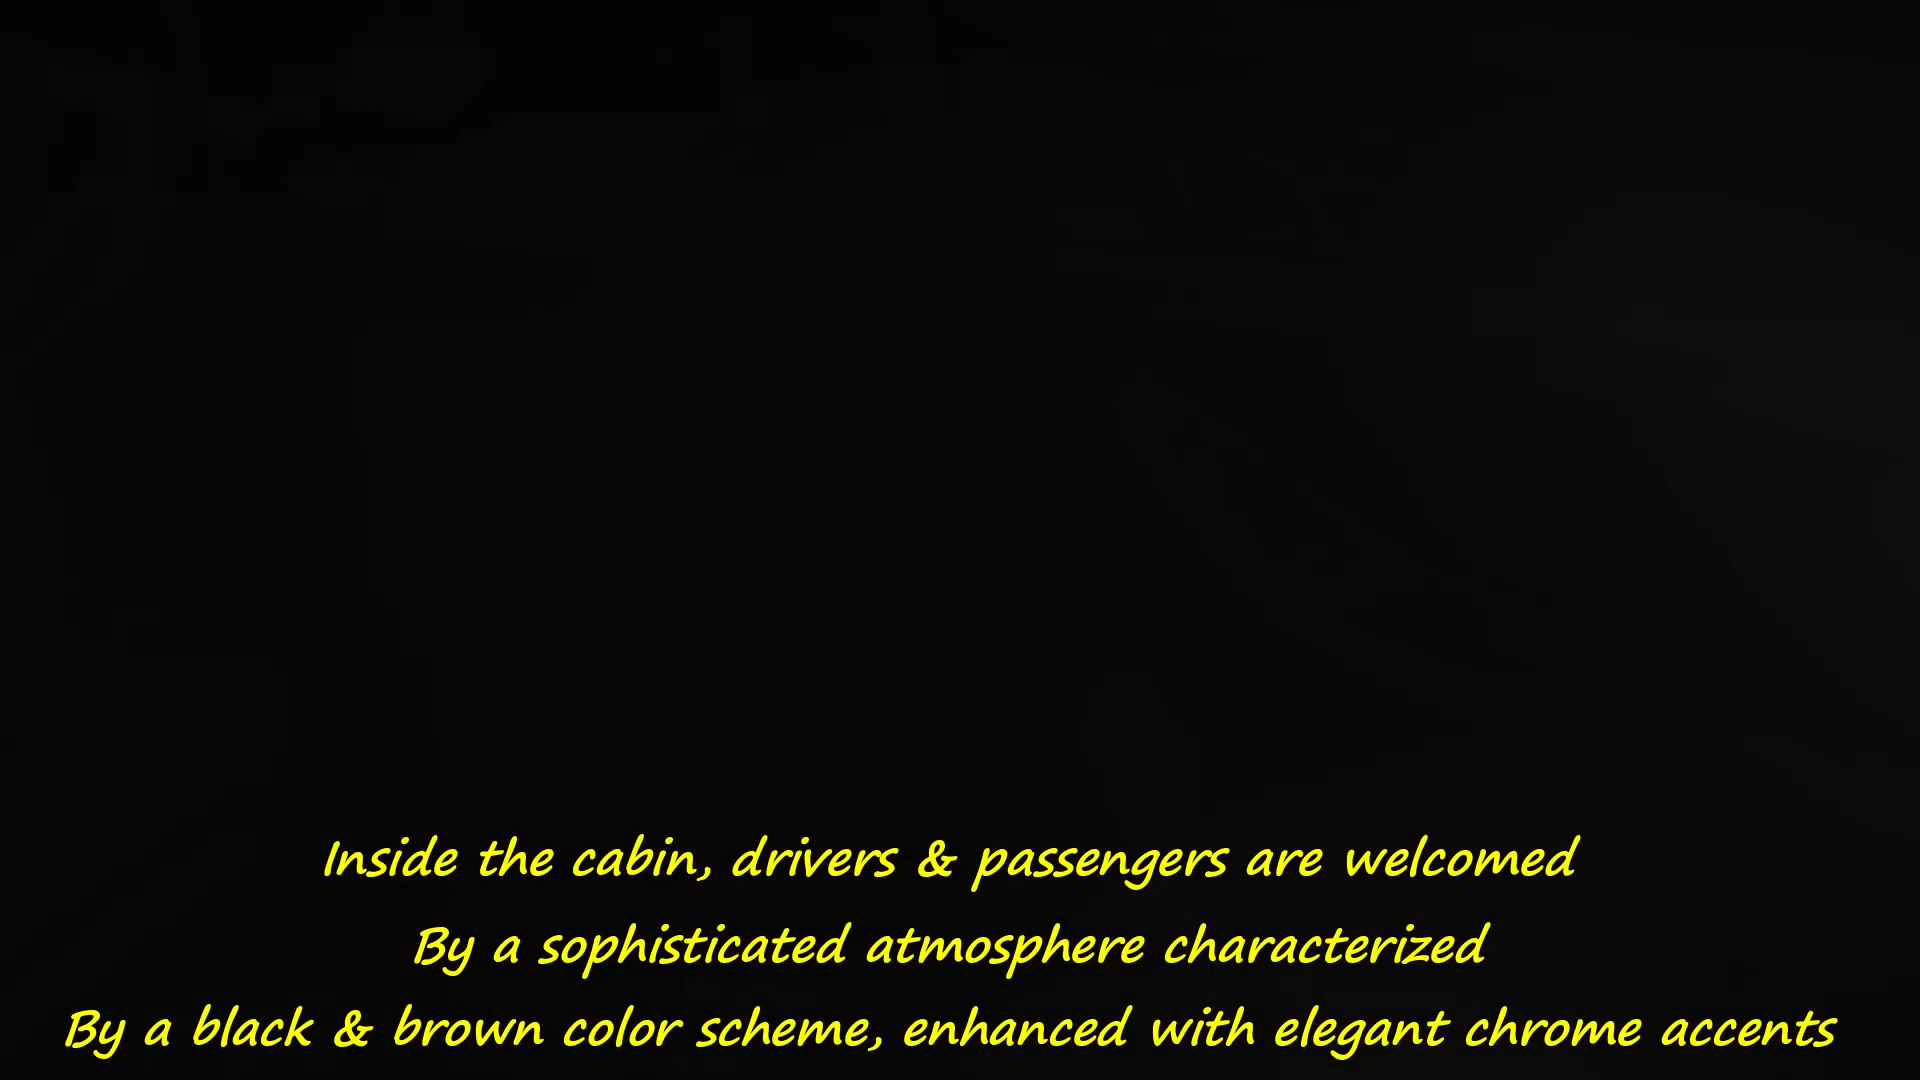 Inside the cabin, drivers & passengers are welcomed
By a sophisticated atmosphere characterized
By a black & brown color scheme, enhanced with elegant chrome accents